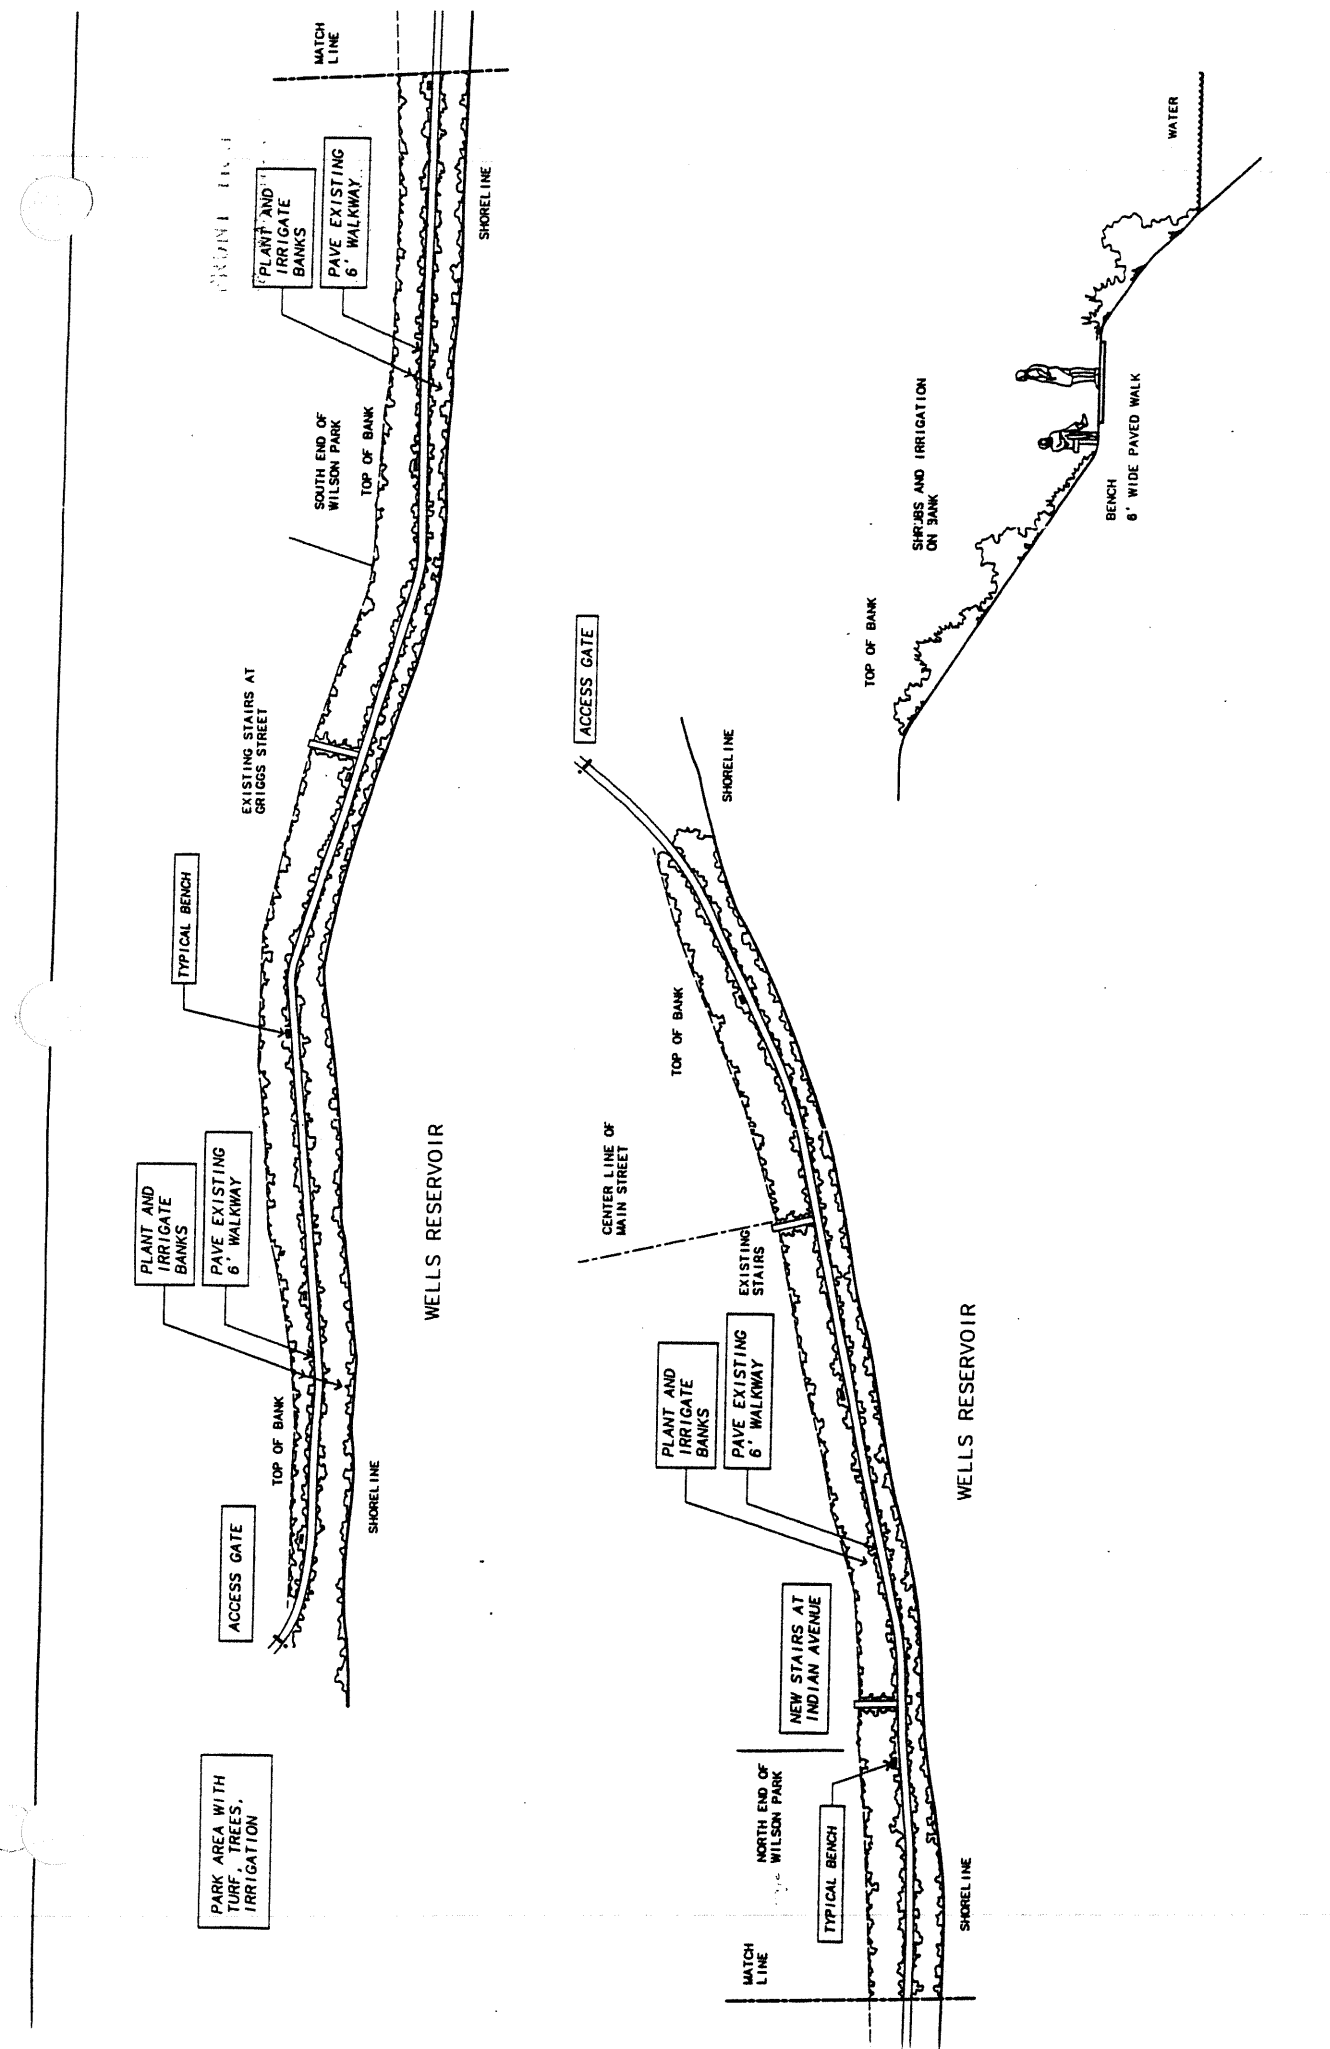 PARK AREA WITH
TURF, TREES,
IRRIGATION
ACCESS GATE
TOP OF BANK
SHORELINE
PLANT AND
IRRIGATE
BANKS
PAVE EXISTING
6' WALKWAY
TYPICAL BENCH
WELLS RESERVOIR
EXISTING STAIRS AT
GRIGGS STREET
SOUTH END OF
WILSON PARK
TOP OF BANK
PLANT AND
IRRIGATE
BANKS
PAVE EXISTING
6' WALKWAY
SHORELINE
MATCH
LINE
MATCH
LINE
NORTH END OF
WILSON PARK
TYPICAL BENCH
SHORELINE
NEW STAIRS AT
INDIAN AVENUE
PLANT AND
IRRIGATE
BANKS
PAVE EXISTING
6' WALKWAY
WELLS RESERVOIR
EXISTING
STAIRS
CENTER LINE OF
MAIN STREET
TOP OF BANK
SHORELINE
ACCESS GATE
TOP OF BANK
SHRUBS AND IRRIGATION
ON BANK
BENCH
6' WIDE PAVED WALK
WATER